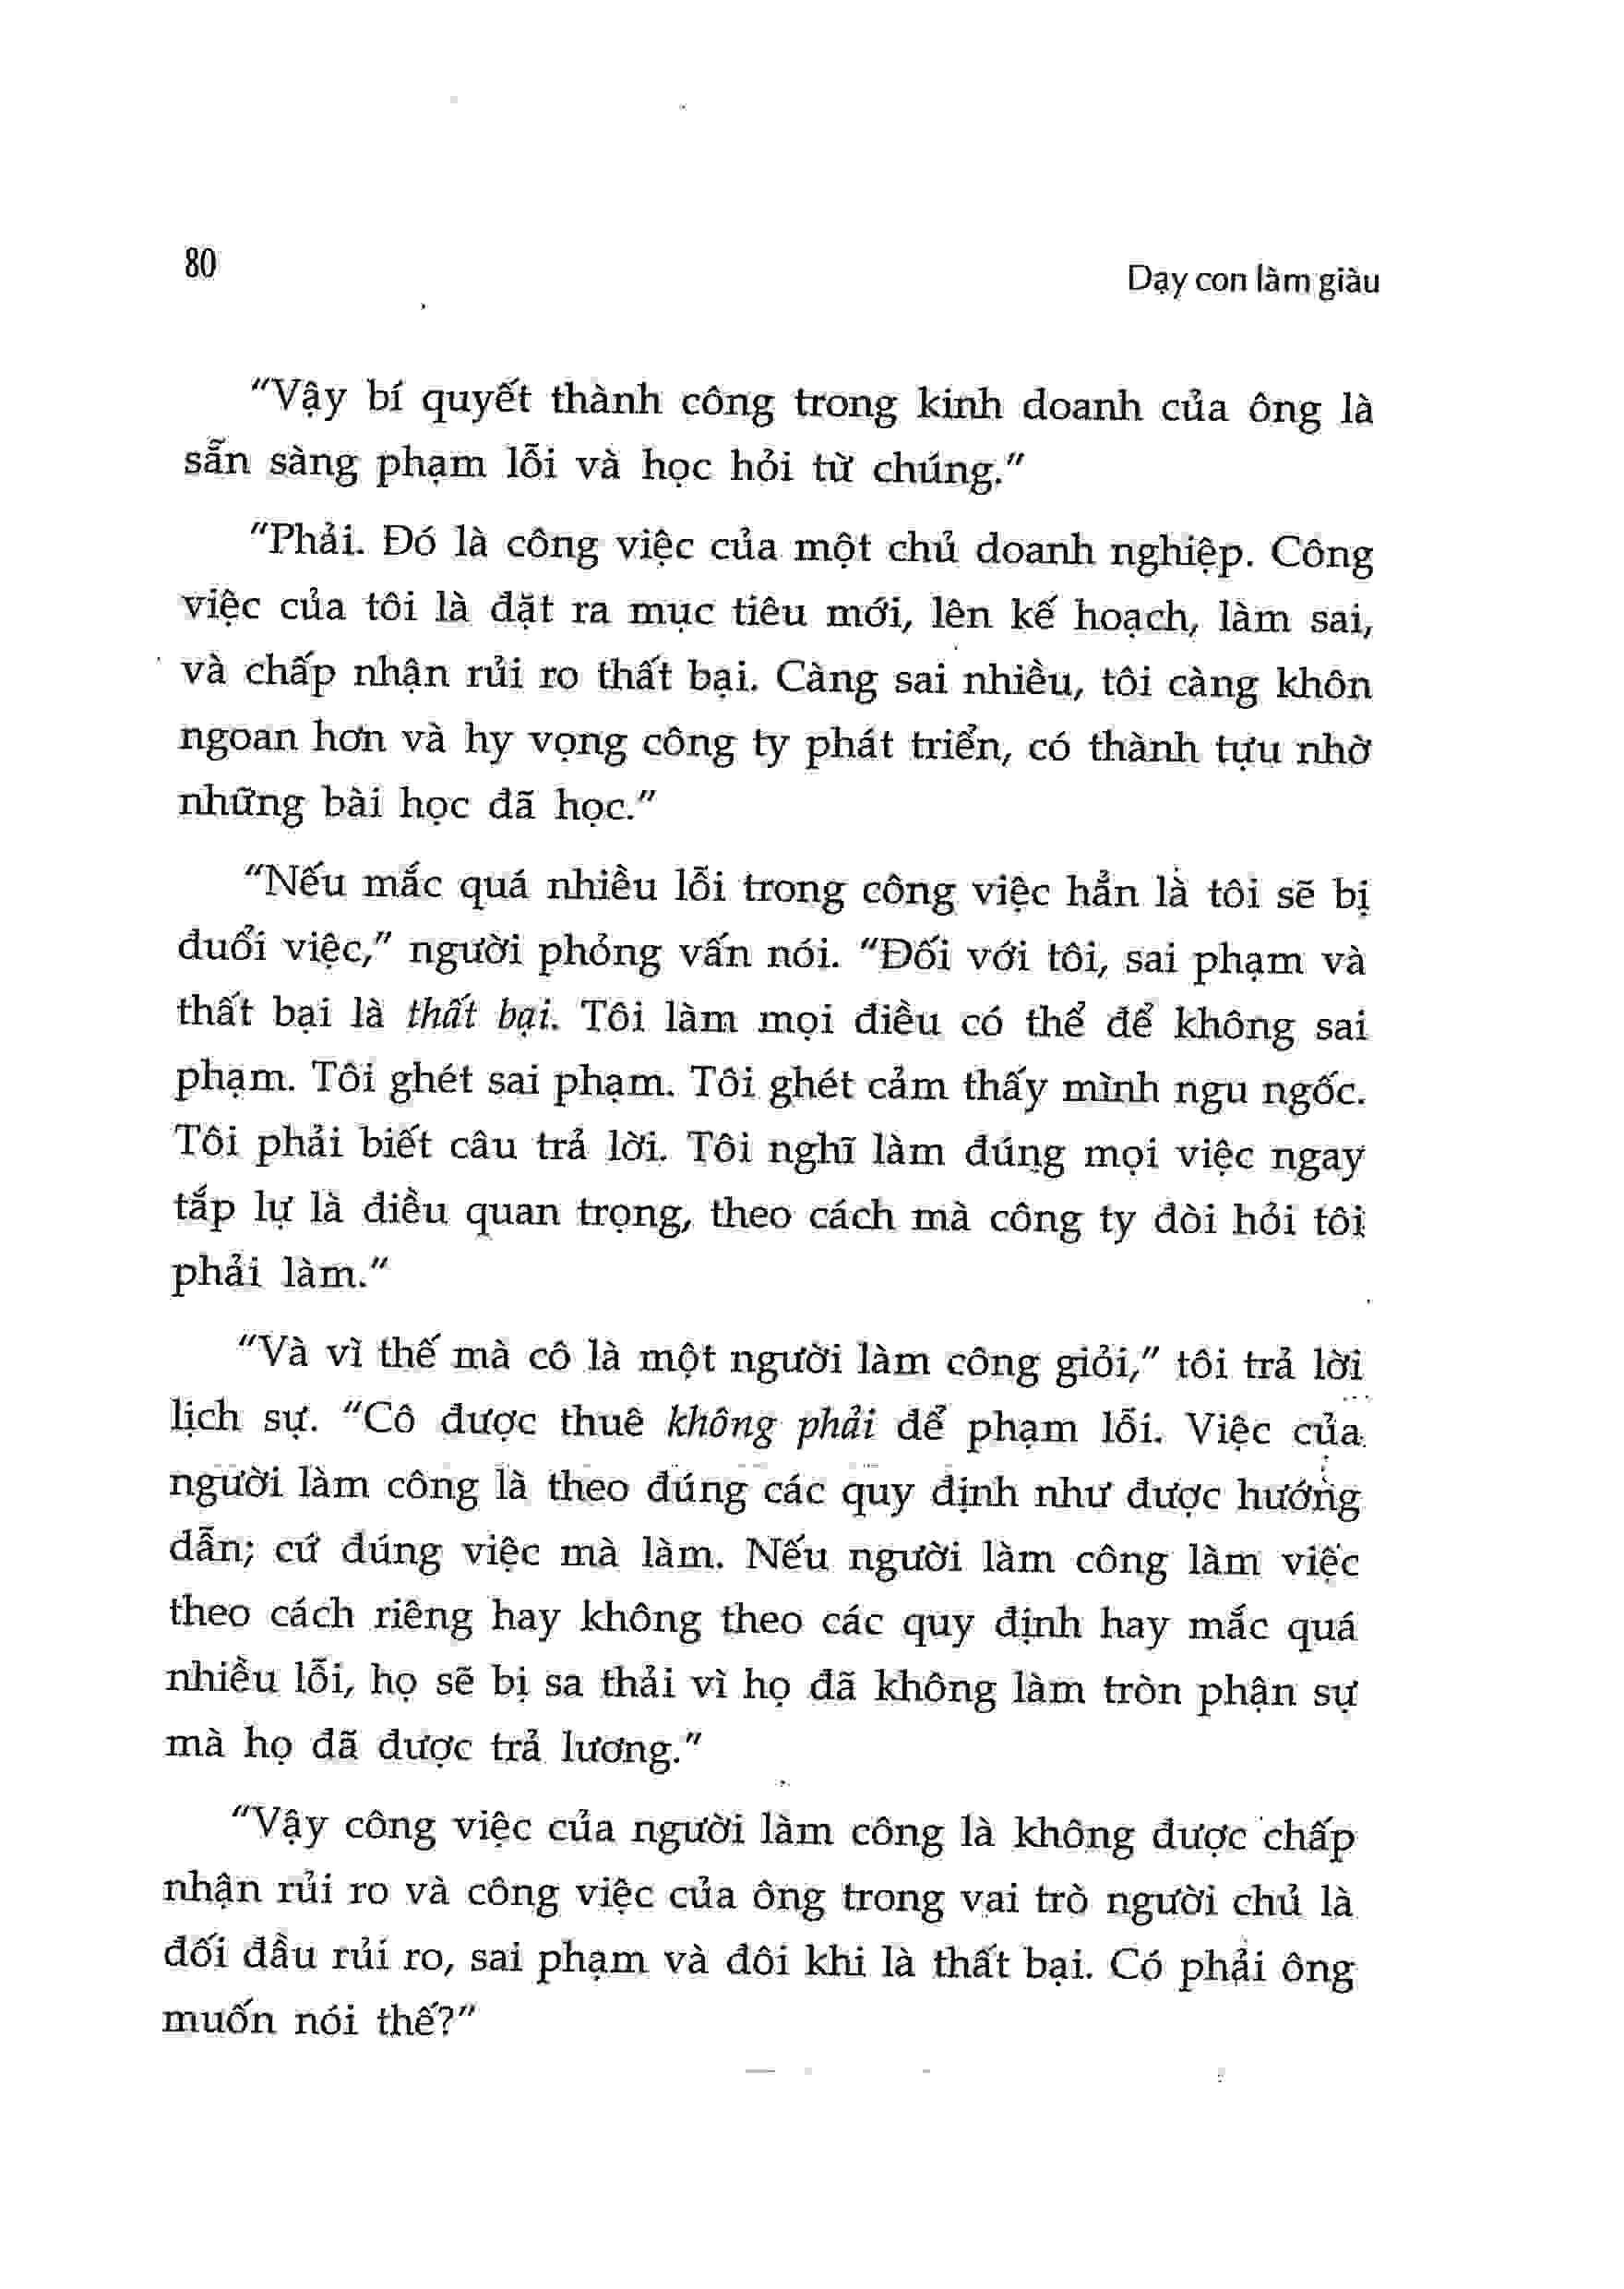 80
Dạy con làm giàu
“Vậy bí quyết thành công trong kinh doanh của ông là
sẵn sàng phạm lỗi và học hỏi từ chúng.”
“Phải. Đó là công việc của một chủ doanh nghiệp. Công
việc của tôi là đặt ra mục tiêu mới, lên kế hoạch, làm sai,
và chấp nhận rủi ro thất bại. Càng sai nhiều, tôi càng khôn
ngoan hơn và hy vọng công ty phát triển, có thành tựu nhờ
những bài học đã học.”
“Nếu mắc quá nhiều lỗi trong công việc hẳn là tôi sẽ bị
đuổi việc,” người phỏng vấn nói. “Đối với tôi, sai phạm và
thất bại là thất bại. Tôi làm mọi điều có thể để không sai
phạm. Tôi ghét sai phạm. Tôi ghét cảm thấy mình ngu ngốc.
Tôi phải biết câu trả lời. Tôi nghĩ làm đúng mọi việc ngay
tắp lự là điều quan trọng, theo cách mà công ty đòi hỏi tôi
phải làm.“
“Và vì thế mà cô là một người làm công giỏi,” tôi trả lời
lịch sự. “Cô được thuê không phải để phạm lỗi. Việc của
người làm công là theo đúng các quy định như được hướng
dẫn; cứ đúng việc mà làm. Nếu người làm công làm việc
theo cách riêng hay không theo các quy định hay mắc quá
nhiều lỗi, họ sẽ bị sa thải vì họ đã không làm tròn phận sự
mà họ đã được trả lương.”
“Vậy công việc của người làm công là không được chấp
nhận rủi ro và công việc của ông trong vai trò người chủ là
đối đầu rủi ro, sai phạm và đôi khi là thất bại. Có phải ông
muốn nói thế?”